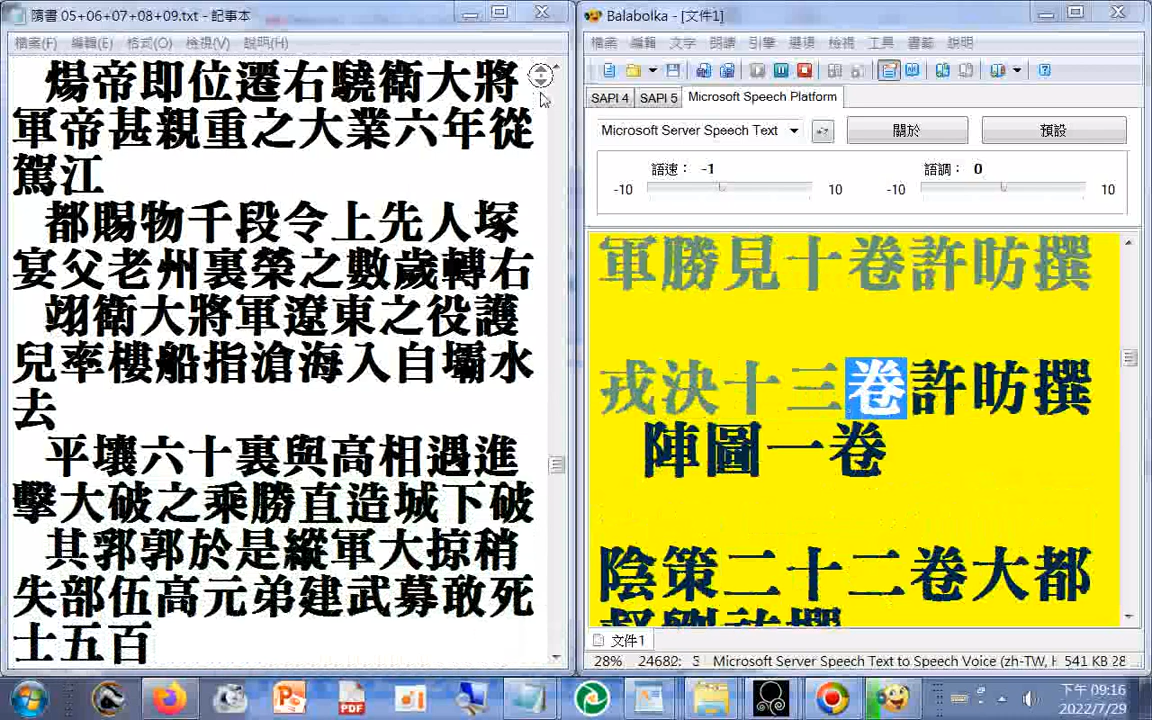 隋書 05+06+07+08+09.txt - 記事本
檔案(F) 編輯(E) 格式(O) 檢視(V) 說明(H)
煬帝即位遷右驍衛大將
軍帝甚親重之大業六年從
駕江
都賜物千段令上先人塚
宴父老州裏榮之數歲轉右
翊衛大將軍遼東之役護
兒率樓船指滄海入自壩水
去
平壤六十裏與高相遇進
擊大破之乘勝直造城下破
其郛郭於是縱軍大掠稍
失部伍高元弟建武募敢死
士五百
Balabolka - [文件1]
檔案 編輯 文字 朗讀 引擎 選項 檢視 工具 書籤 說明
SAPI 4 SAPI 5 Microsoft Speech Platform
Microsoft Server Speech Text 關於 預設
語速： -1 語調： 0
-10 10 -10 10
軍勝見十卷許昉撰
戎決十三卷許昉撰
陣圖一卷
陰策二十二卷大都
督劉祐撰
文件1
28% 24682: 3 Microsoft Server Speech Text to Speech Voice (zh-TW, H 541 KB 28
下午 09:16
2022/7/29